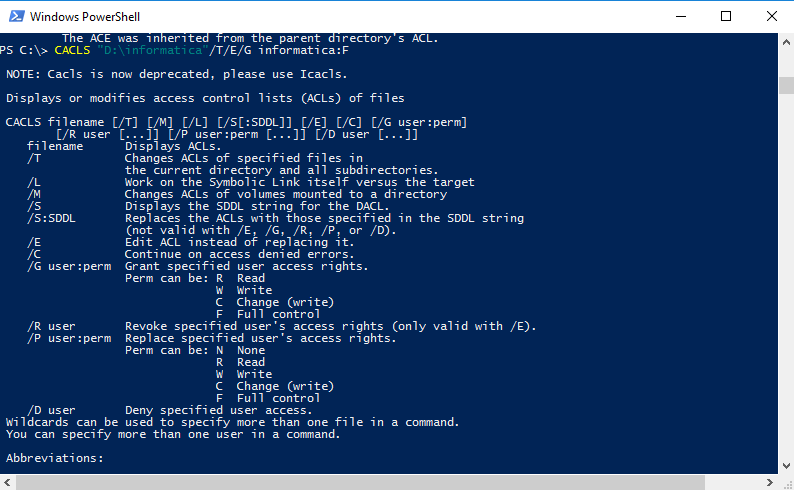 Windows PowerShell
The ACE was inherited from the parent directory's ACL.
PS C:\> CACLS "D:\informatica"/T/E/G informatica:F
NOTE: Cacls is now deprecated, please use Icacls.
Displays or modifies access control lists (ACLs) of files
CACLS filename [/T] [/M] [/L] [/S[:SDDL]] [/E] [/C] [/G user:perm]
[/R user [...]] [/P user:perm [...]] [/D user [...]]
filename Displays ACLs.
/T Changes ACLs of specified files in
the current directory and all subdirectories.
/L Work on the Symbolic Link itself versus the target
/M Changes ACLs of volumes mounted to a directory
/S Displays the SDDL string for the DACL.
/S:SDDL Replaces the ACLs with those specified in the SDDL string
(not valid with /E, /G, /R, /P, or /D).
/E Edit ACL instead of replacing it.
/C Continue on access denied errors.
/G user:perm Grant specified user access rights.
Perm can be: R Read
W Write
C Change (write)
F Full control
/R user Revoke specified user's access rights (only valid with /E).
/P user:perm Replace specified user's access rights.
Perm can be: N None
R Read
W Write
C Change (write)
F Full control
/D user Deny specified user access.
Wildcards can be used to specify more than one file in a command.
You can specify more than one user in a command.
Abbreviations: